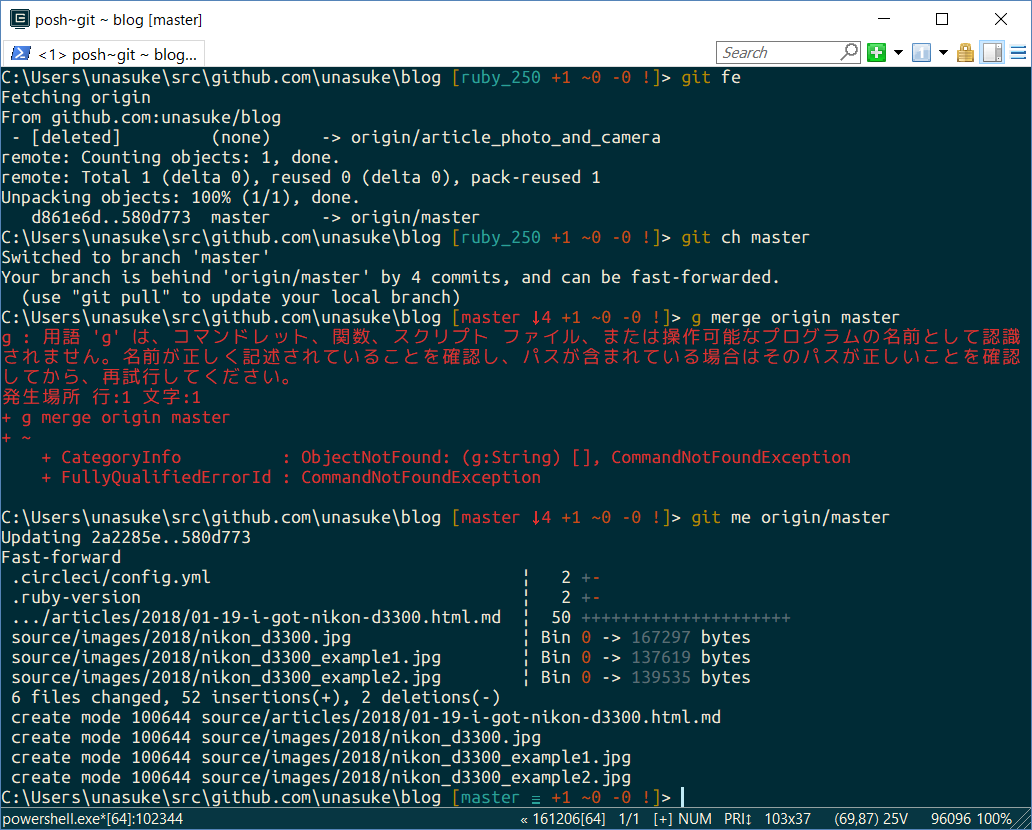 posh~git ~ blog [master]
<1> posh~git ~ blog...
Search
C:\Users\unasuke\src\github.com\unasuke\blog [ruby_250 +1 ~0 -0 !]> git fe
Fetching origin
From github.com:unasuke/blog
 - [deleted]         (none)     -> origin/article_photo_and_camera
remote: Counting objects: 1, done.
remote: Total 1 (delta 0), reused 0 (delta 0), pack-reused 1
Unpacking objects: 100% (1/1), done.
   d861e6d..580d773  master     -> origin/master
C:\Users\unasuke\src\github.com\unasuke\blog [ruby_250 +1 ~0 -0 !]> git ch master
Switched to branch 'master'
Your branch is behind 'origin/master' by 4 commits, and can be fast-forwarded.
  (use "git pull" to update your local branch)
C:\Users\unasuke\src\github.com\unasuke\blog [master ↓4 +1 ~0 -0 !]> g merge origin master
g : 用語 'g' は、コマンドレット、関数、スクリプト ファイル、または操作可能なプログラムの名前として認識
されません。名前が正しく記述されていることを確認し、パスが含まれている場合はそのパスが正しいことを確認
してから、再試行してください。
発生場所 行:1 文字:1
+ g merge origin master
+ ~
    + CategoryInfo          : ObjectNotFound: (g:String) [], CommandNotFoundException
    + FullyQualifiedErrorId : CommandNotFoundException
C:\Users\unasuke\src\github.com\unasuke\blog [master ↓4 +1 ~0 -0 !]> git me origin/master
Updating 2a2285e..580d773
Fast-forward
 .circleci/config.yml                               ¦   2 +-
 .ruby-version                                      ¦   2 +-
 .../articles/2018/01-19-i-got-nikon-d3300.html.md  ¦  50 +++++++++++++++++++++
 source/images/2018/nikon_d3300.jpg                 ¦ Bin 0 -> 167297 bytes
 source/images/2018/nikon_d3300_example1.jpg        ¦ Bin 0 -> 137619 bytes
 source/images/2018/nikon_d3300_example2.jpg        ¦ Bin 0 -> 139535 bytes
 6 files changed, 52 insertions(+), 2 deletions(-)
 create mode 100644 source/articles/2018/01-19-i-got-nikon-d3300.html.md
 create mode 100644 source/images/2018/nikon_d3300.jpg
 create mode 100644 source/images/2018/nikon_d3300_example1.jpg
 create mode 100644 source/images/2018/nikon_d3300_example2.jpg
C:\Users\unasuke\src\github.com\unasuke\blog [master ≡ +1 ~0 -0 !]>
powershell.exe*[64]:102344 « 161206[64] 1/1 [+] NUM PRI↕ 103x37 (69,87) 25V 96096 100%